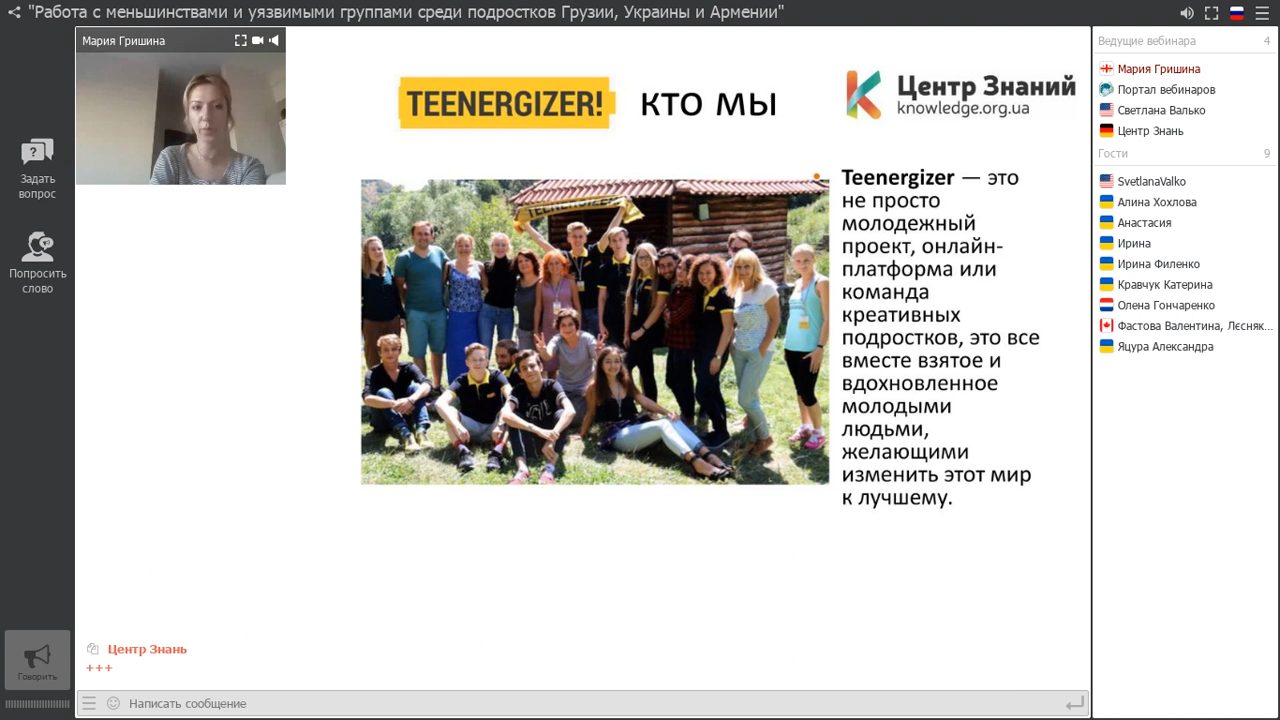 "Работа с меньшинствами и уязвимыми группами среди подростков Грузии, Украины и Армении"
Мария Гришина
Задать
вопрос
Попросить
слово
Говорить
TEENERGIZER!
кто мы
Центр Знаний
knowledge.org.ua
TEENERGIZER!
Teenergizer — это
не просто
молодежный
проект, онлайн-
платформа или
команда
креативных
подростков, это все
вместе взятое и
вдохновленное
молодыми
людьми,
желающими
изменить этот мир
к лучшему.
Центр Знань
+++
Написать сообщение
Ведущие вебинара 4
Мария Гришина
Портал вебинаров
Светлана Валько
Центр Знань
Гости 9
SvetlanaValko
Алина Хохлова
Анастасия
Ирина
Ирина Филенко
Кравчук Катерина
Олена Гончаренко
Фастова Валентина, Лєсняк...
Яцура Александра